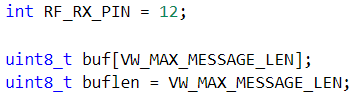 int RF_RX_PIN = 12;
uint8_t buf[VW_MAX_MESSAGE_LEN];
uint8_t buflen = VW_MAX_MESSAGE_LEN;